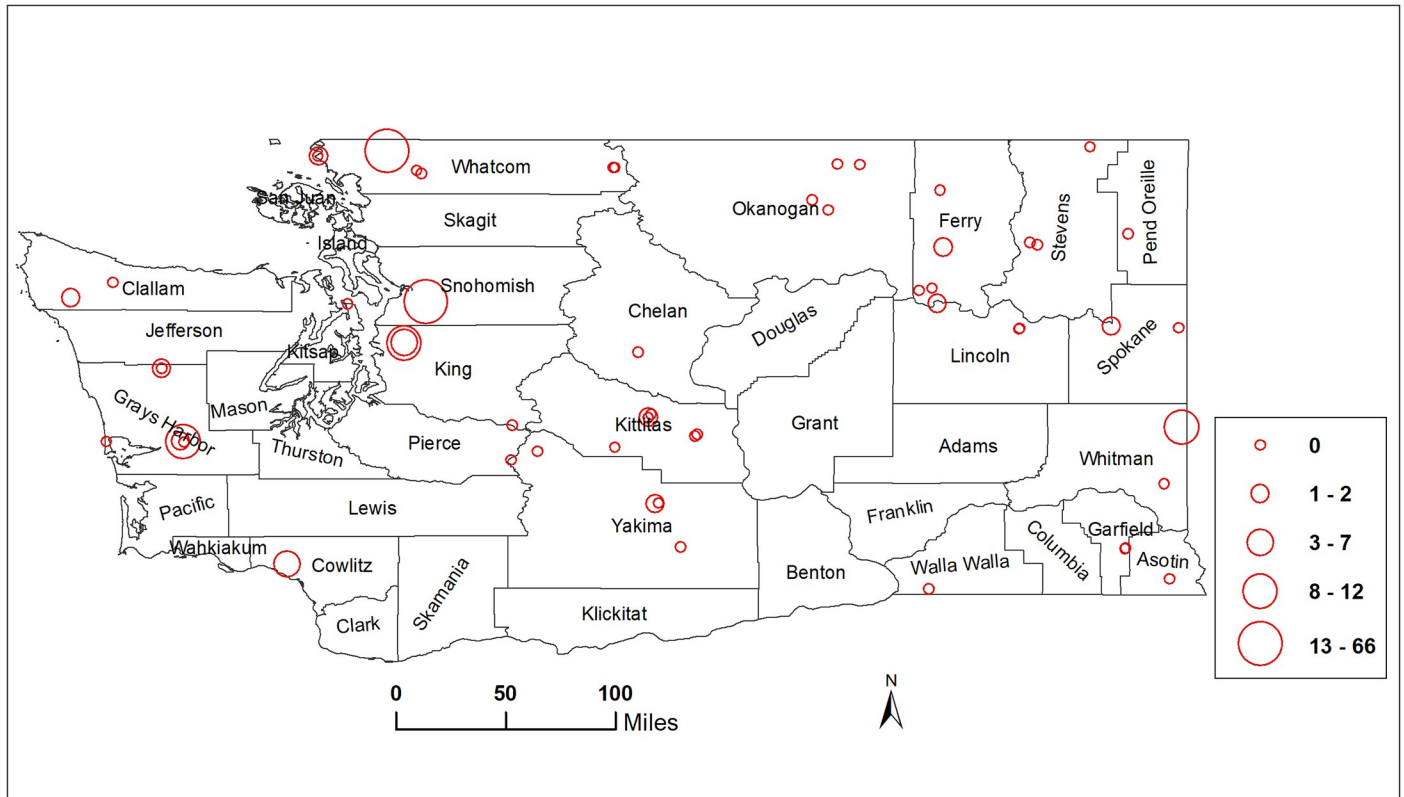 Whatcom
San Juan
Skagit
Okanogan
Ferry
Stevens
Pend Oreille
Island
Clallam
Snohomish
Chelan
Douglas
Jefferson
Kitsap
King
Lincoln
Spokane
Grays Harbor
Mason
Kittitas
Grant
Thurston
Pierce
Adams
Whitman
Pacific
Lewis
Yakima
Franklin
Garfield
Wahkiakum
Cowlitz
Skamania
Benton
Walla Walla
Columbia
Asotin
Clark
Klickitat
0
1 - 2
3 - 7
8 - 12
13 - 66
N
0 50 100
Miles